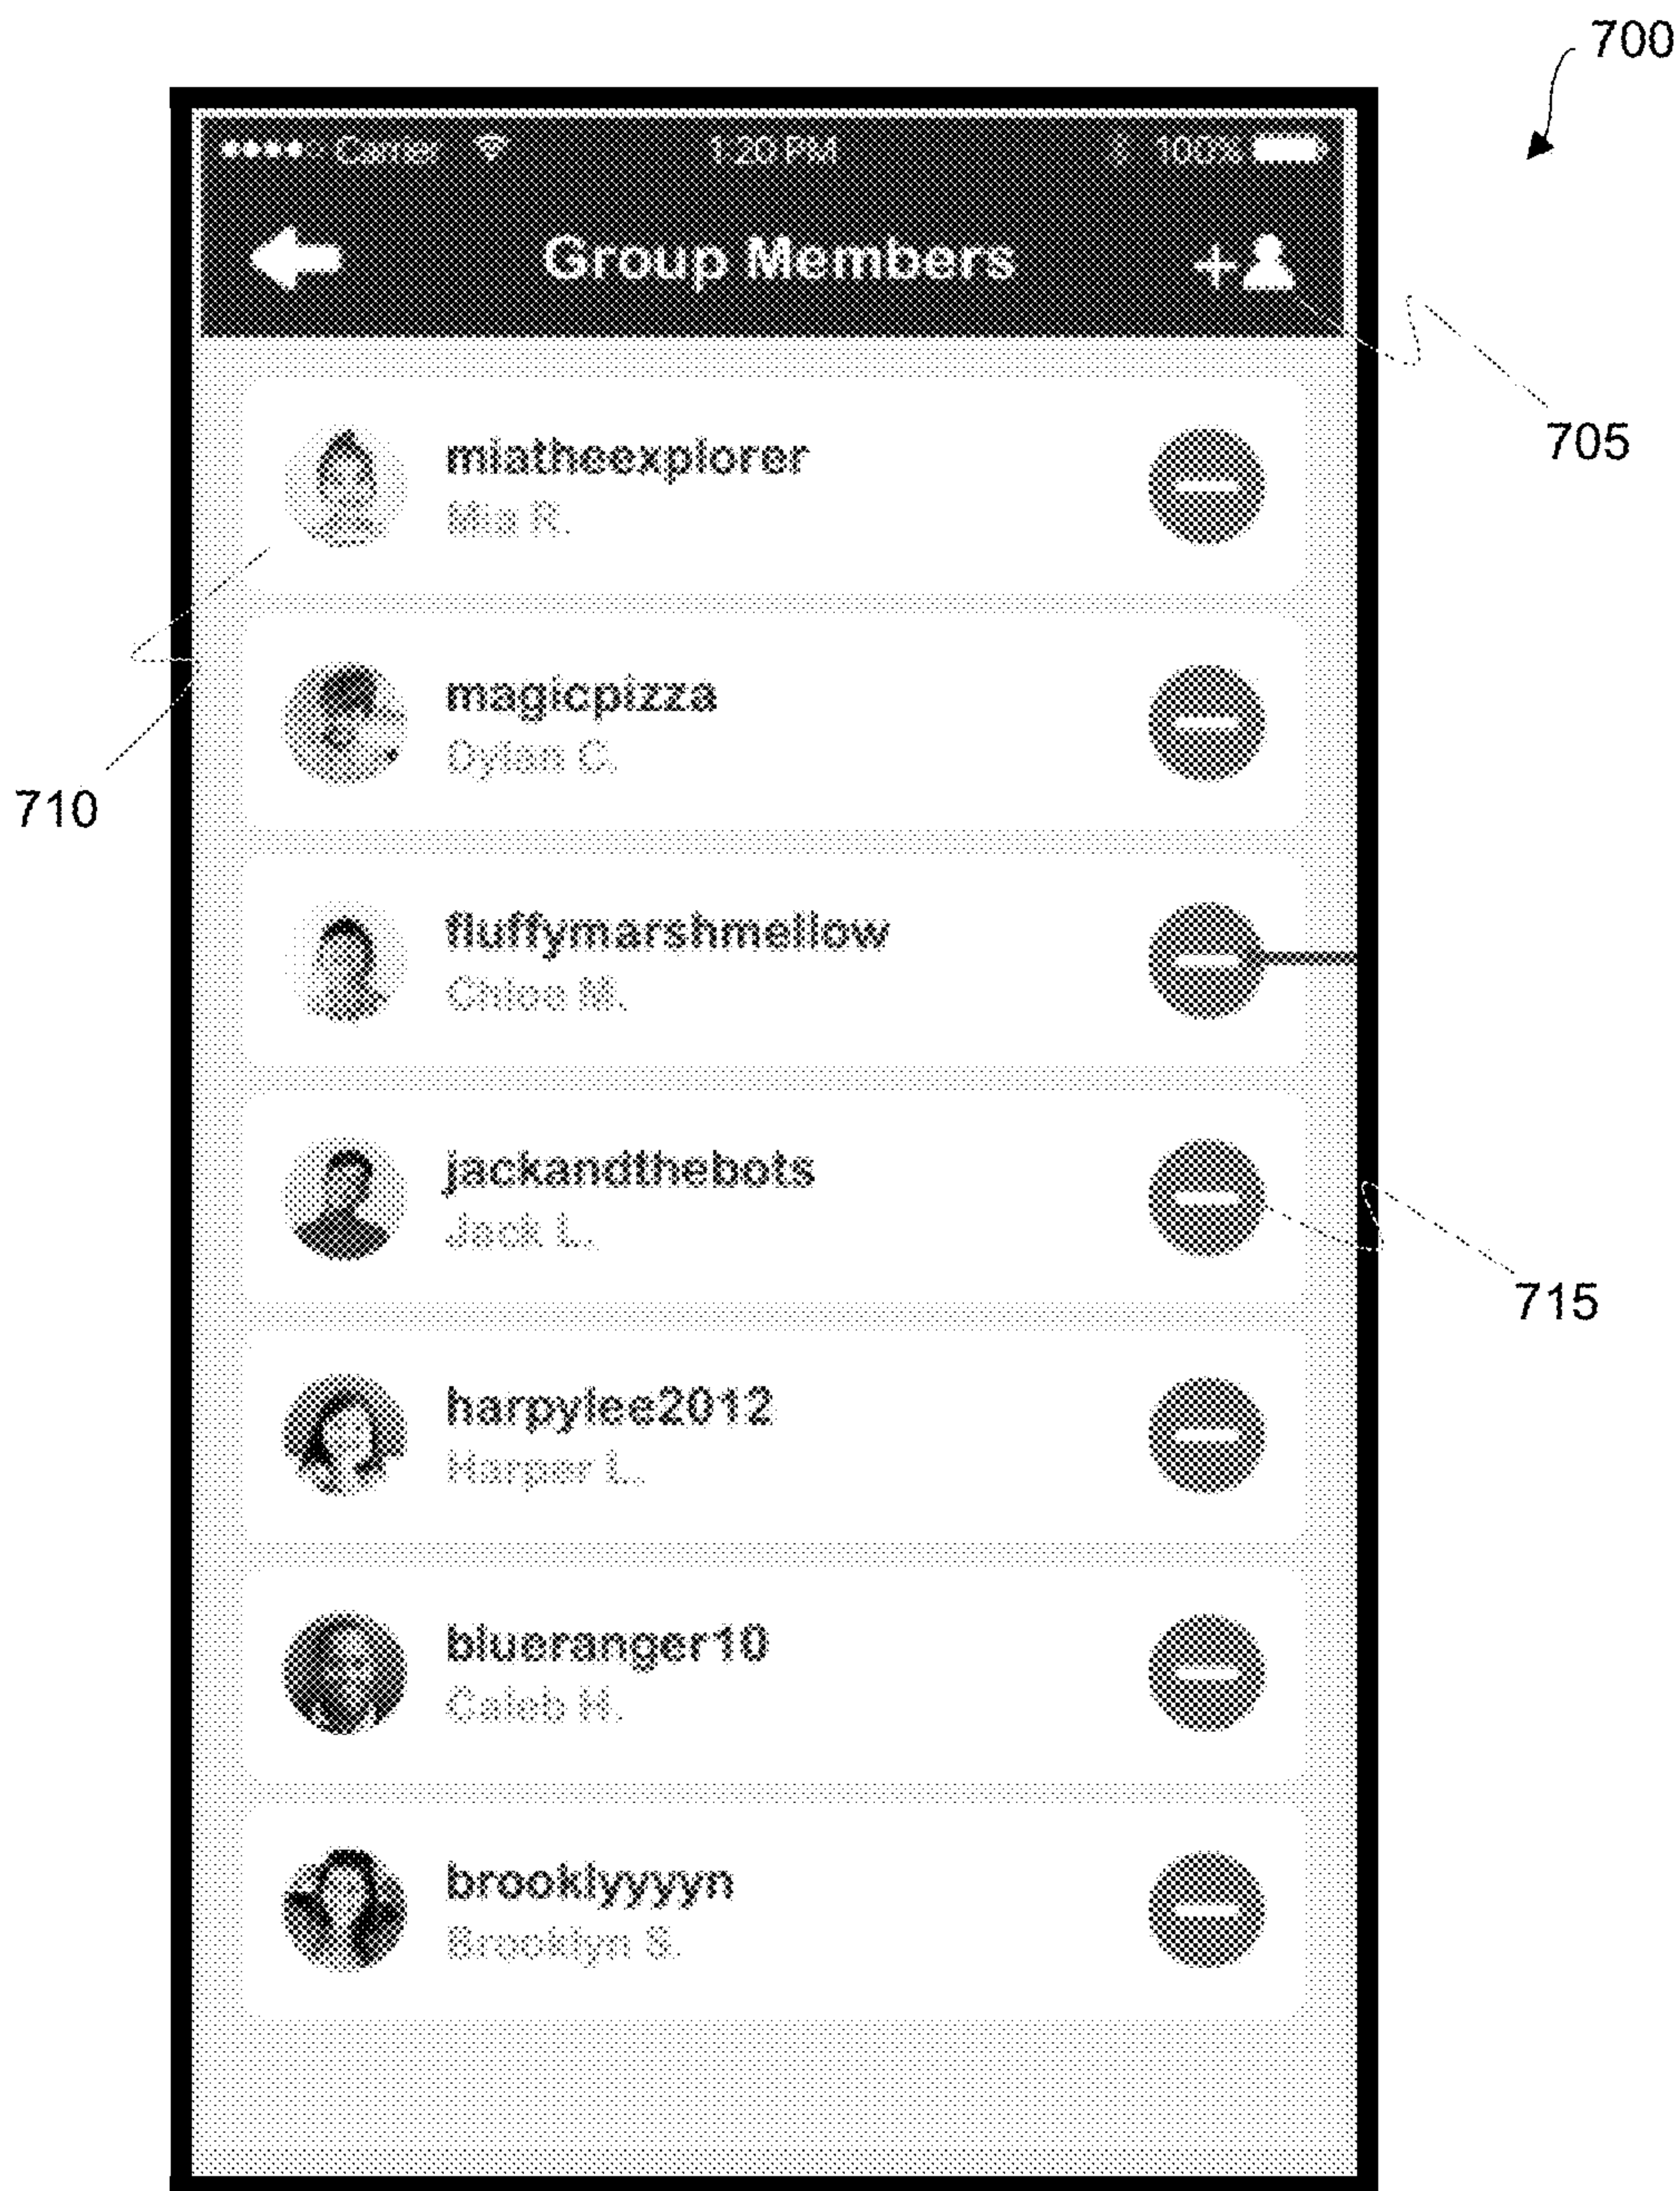 700
Carrier 1:20 PM 100%
Group Members
705
miatheexplorer
Mia R.
710
magicpizza
Dylan C.
fluffymarshmellow
Chloe M.
jackandthebots
Jack L.
715
harpylee2012
Harper L.
blueranger10
Caleb H.
brooklyyyyn
Brooklyn S.